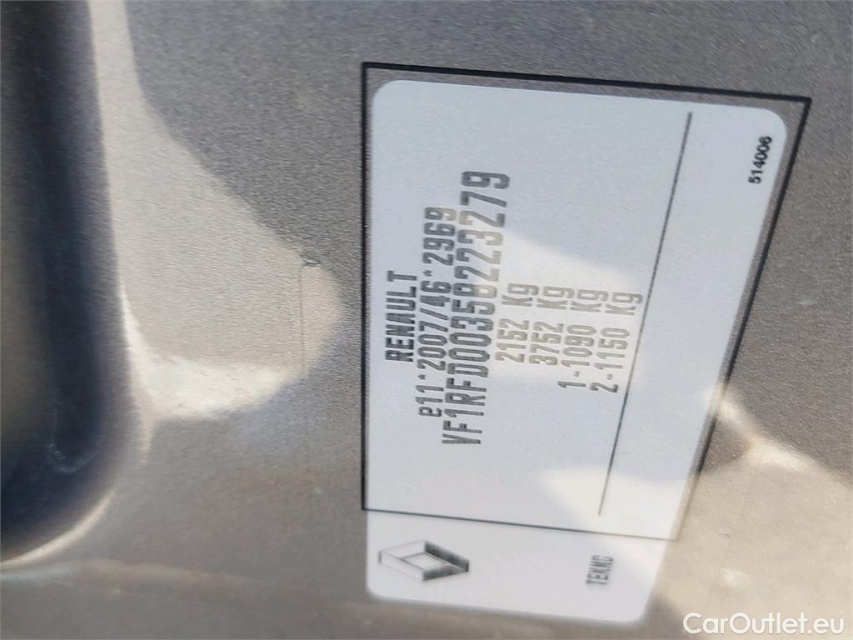 RENAULT
e11*2007/46*2969
VF1RFD0035B223279
2152 Kg
3752 Kg
1-1090 Kg
2-1150 Kg
514006
TEKNG
CarOutlet.eu